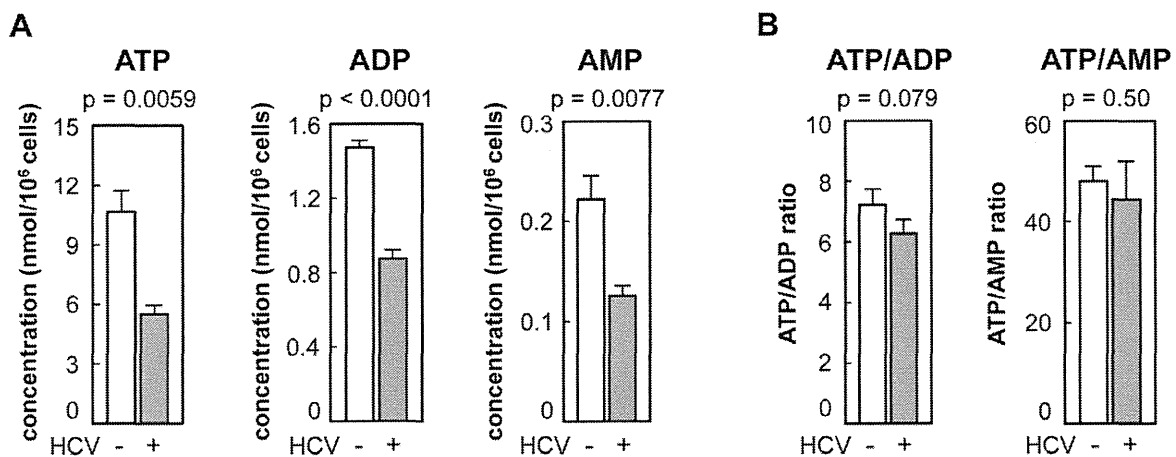 A
ATP
p = 0.0059
concentration (nmol/10⁶ cells)
15
12
9
6
3
0
HCV - +
ADP
p < 0.0001
concentration (nmol/10⁶ cells)
1.6
1.2
0.8
0.4
0
HCV - +
AMP
p = 0.0077
concentration (nmol/10⁶ cells)
0.3
0.2
0.1
0
HCV - +
B
ATP/ADP
p = 0.079
ATP/ADP ratio
10
8
6
4
2
0
HCV - +
ATP/AMP
p = 0.50
ATP/AMP ratio
60
40
20
0
HCV - +